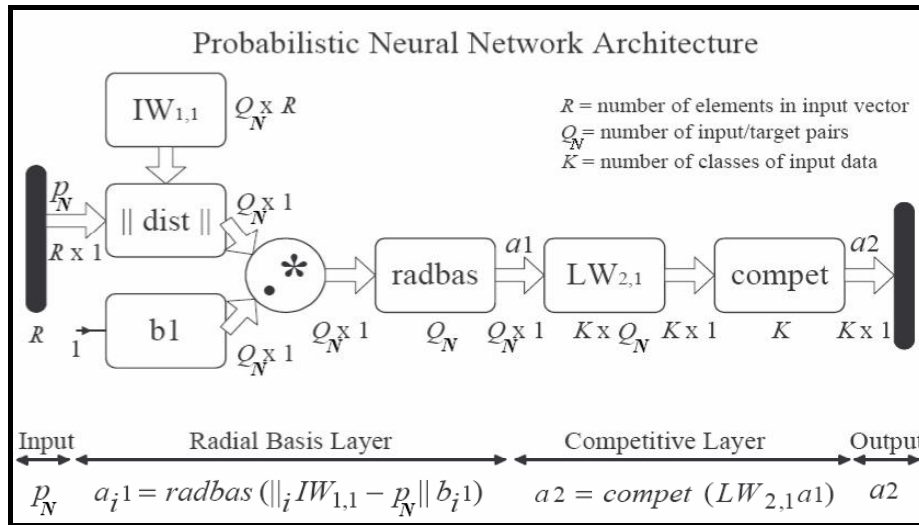 Probabilistic Neural Network Architecture
IW1,1
Q_N x R
R = number of elements in input vector
Q_N = number of input/target pairs
K = number of classes of input data
p_N
R x 1
|| dist ||
Q_N x 1
R
1
b1
Q_N x 1
.*
Q_N x 1
radbas
Q_N
a1
Q_N x 1
LW2,1
K x Q_N
K x 1
compet
K
a2
K x 1
Input Radial Basis Layer Competitive Layer Output
p_N a_i1 = radbas (||_i IW1,1 - p_N|| b_i1) a2 = compet (LW2,1 a1) a2